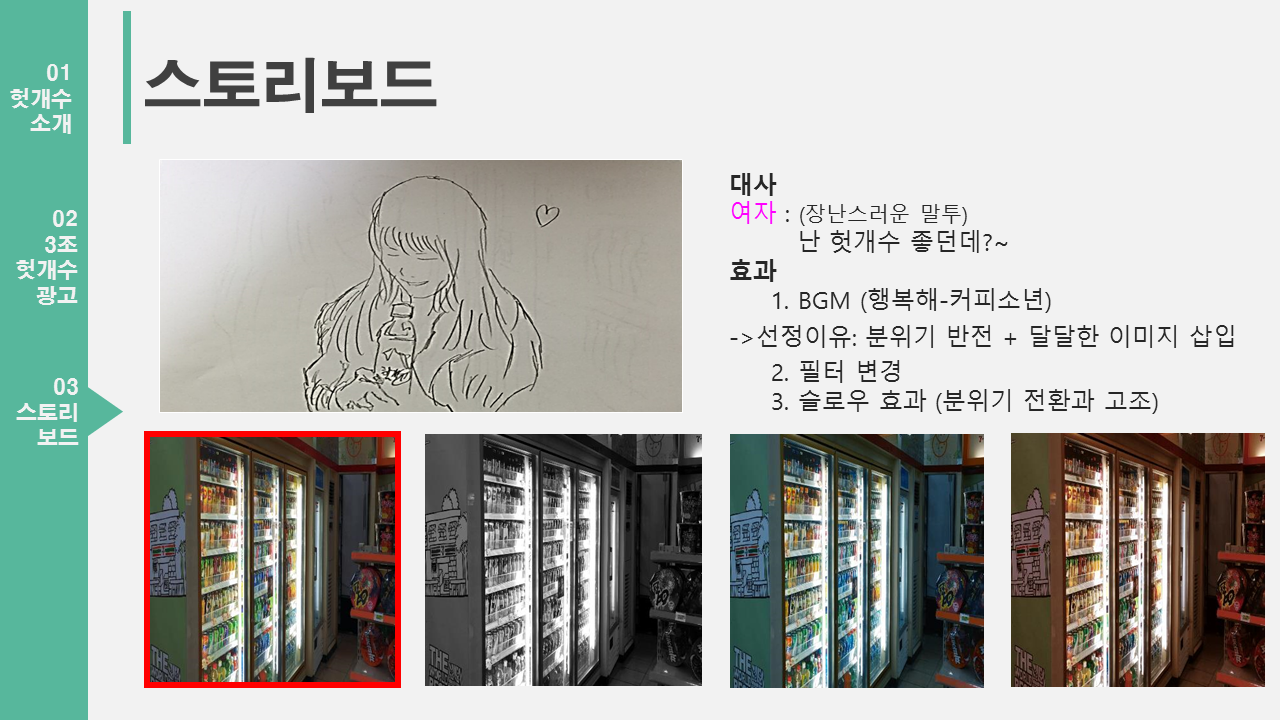 01
헛개수
소개
02
3조
헛개수
광고
03
스토리
보드
스토리보드
대사
여자 : (장난스러운 말투)
난 헛개수 좋던데?~
효과
1. BGM (행복해-커피소년)
->선정이유: 분위기 반전 + 달달한 이미지 삽입
2. 필터 변경
3. 슬로우 효과 (분위기 전환과 고조)
THE
THE
THE
THE